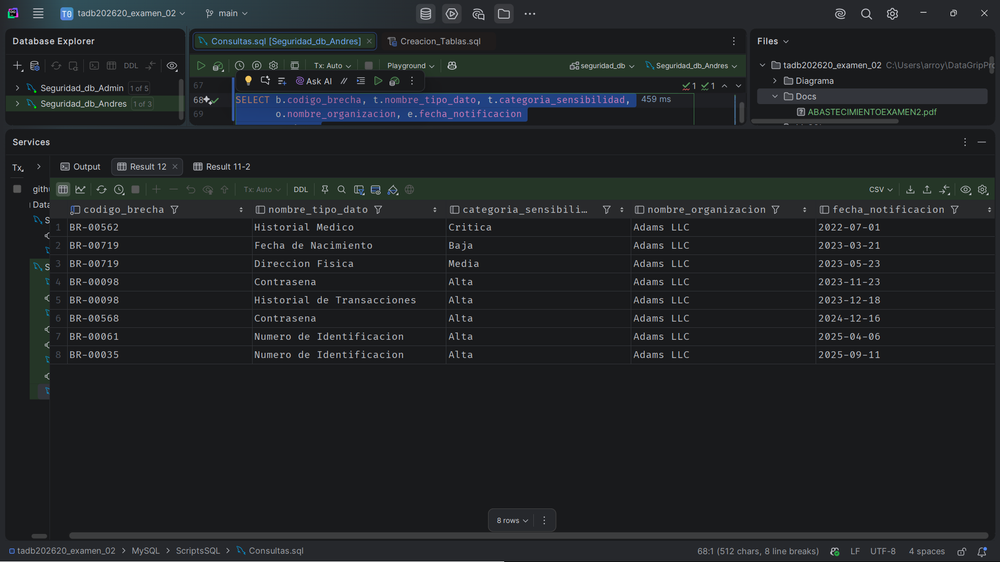 T0 tadb202620_examen_02 main
Database Explorer
DDL
Seguridad_db_Admin 1 of 5
Seguridad_db_Andres 1 of 3
Consultas.sql [Seguridad_db_Andres] Creacion_Tablas.sql
Tx: Auto Playground seguridad_db Seguridad_db_Andres
67 Ask AI 1 1
68 SELECT b.codigo_brecha, t.nombre_tipo_dato, t.categoria_sensibilidad, 459 ms
69 o.nombre_organizacion, e.fecha_notificacion
Files
tadb202620_examen_02 C:\Users\arroy\DataGripPro
Diagrama
Docs
ABASTECIMIENTOEXAMEN2.pdf
Services
Tx Output Result 12 Result 11-2
gith
Data
S
S
Tx: Auto DDL CSV
codigo_brecha nombre_tipo_dato categoria_sensibili... nombre_organizacion fecha_notificacion
1 BR-00562 Historial Medico Critica Adams LLC 2022-07-01
2 BR-00719 Fecha de Nacimiento Baja Adams LLC 2023-03-21
3 BR-00719 Direccion Fisica Media Adams LLC 2023-05-23
4 BR-00098 Contrasena Alta Adams LLC 2023-11-23
5 BR-00098 Historial de Transacciones Alta Adams LLC 2023-12-18
6 BR-00568 Contrasena Alta Adams LLC 2024-12-16
7 BR-00061 Numero de Identificacion Alta Adams LLC 2025-04-06
8 BR-00035 Numero de Identificacion Alta Adams LLC 2025-09-11
8 rows
tadb202620_examen_02 > MySQL > ScriptsSQL > Consultas.sql
68:1 (512 chars, 8 line breaks) LF UTF-8 4 spaces